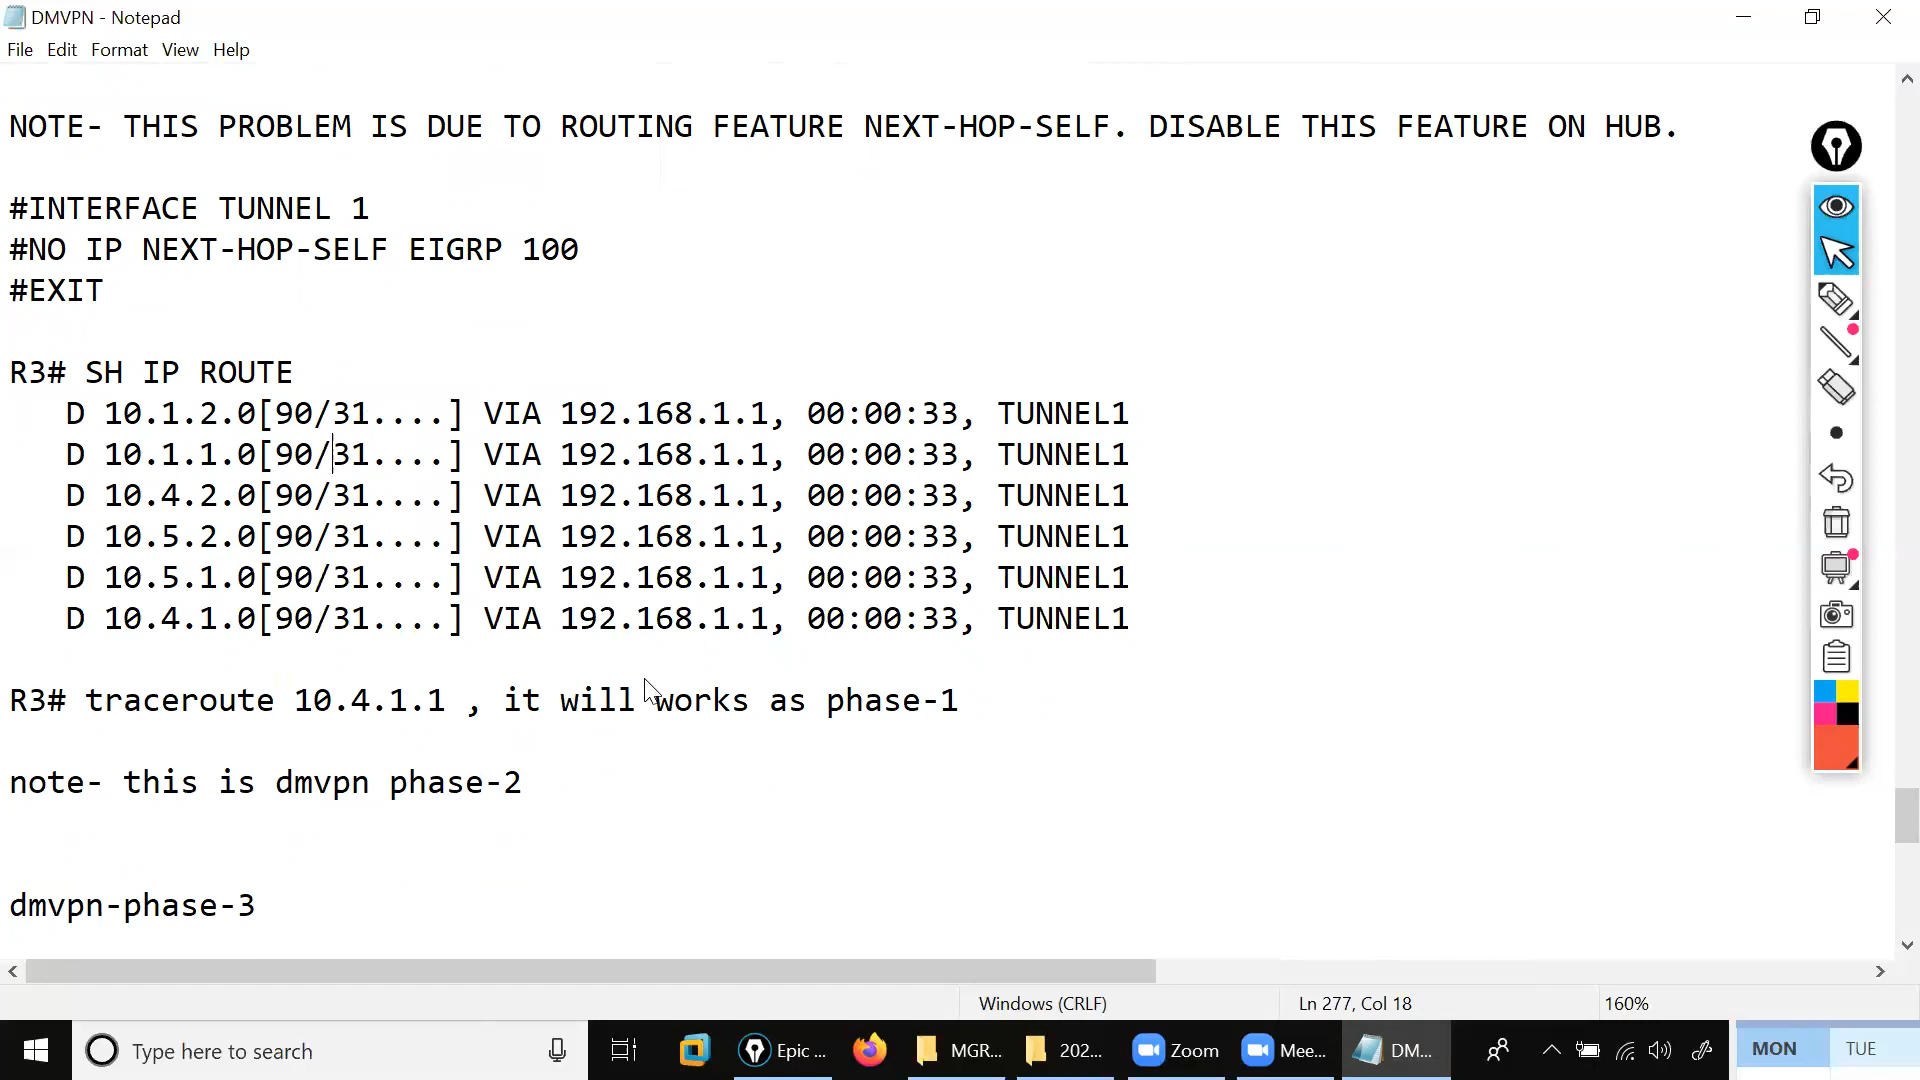 DMVPN - Notepad
File Edit Format View Help
NOTE- THIS PROBLEM IS DUE TO ROUTING FEATURE NEXT-HOP-SELF. DISABLE THIS FEATURE ON HUB.
#INTERFACE TUNNEL 1
#NO IP NEXT-HOP-SELF EIGRP 100
#EXIT
R3# SH IP ROUTE
D 10.1.2.0[90/31....] VIA 192.168.1.1, 00:00:33, TUNNEL1
D 10.1.1.0[90/31....] VIA 192.168.1.1, 00:00:33, TUNNEL1
D 10.4.2.0[90/31....] VIA 192.168.1.1, 00:00:33, TUNNEL1
D 10.5.2.0[90/31....] VIA 192.168.1.1, 00:00:33, TUNNEL1
D 10.5.1.0[90/31....] VIA 192.168.1.1, 00:00:33, TUNNEL1
D 10.4.1.0[90/31....] VIA 192.168.1.1, 00:00:33, TUNNEL1
R3# traceroute 10.4.1.1 , it will works as phase-1
note- this is dmvpn phase-2
dmvpn-phase-3
Windows (CRLF) Ln 277, Col 18 160%
Type here to search Epic ... MGR... 202... Zoom Mee... DM... MON TUE